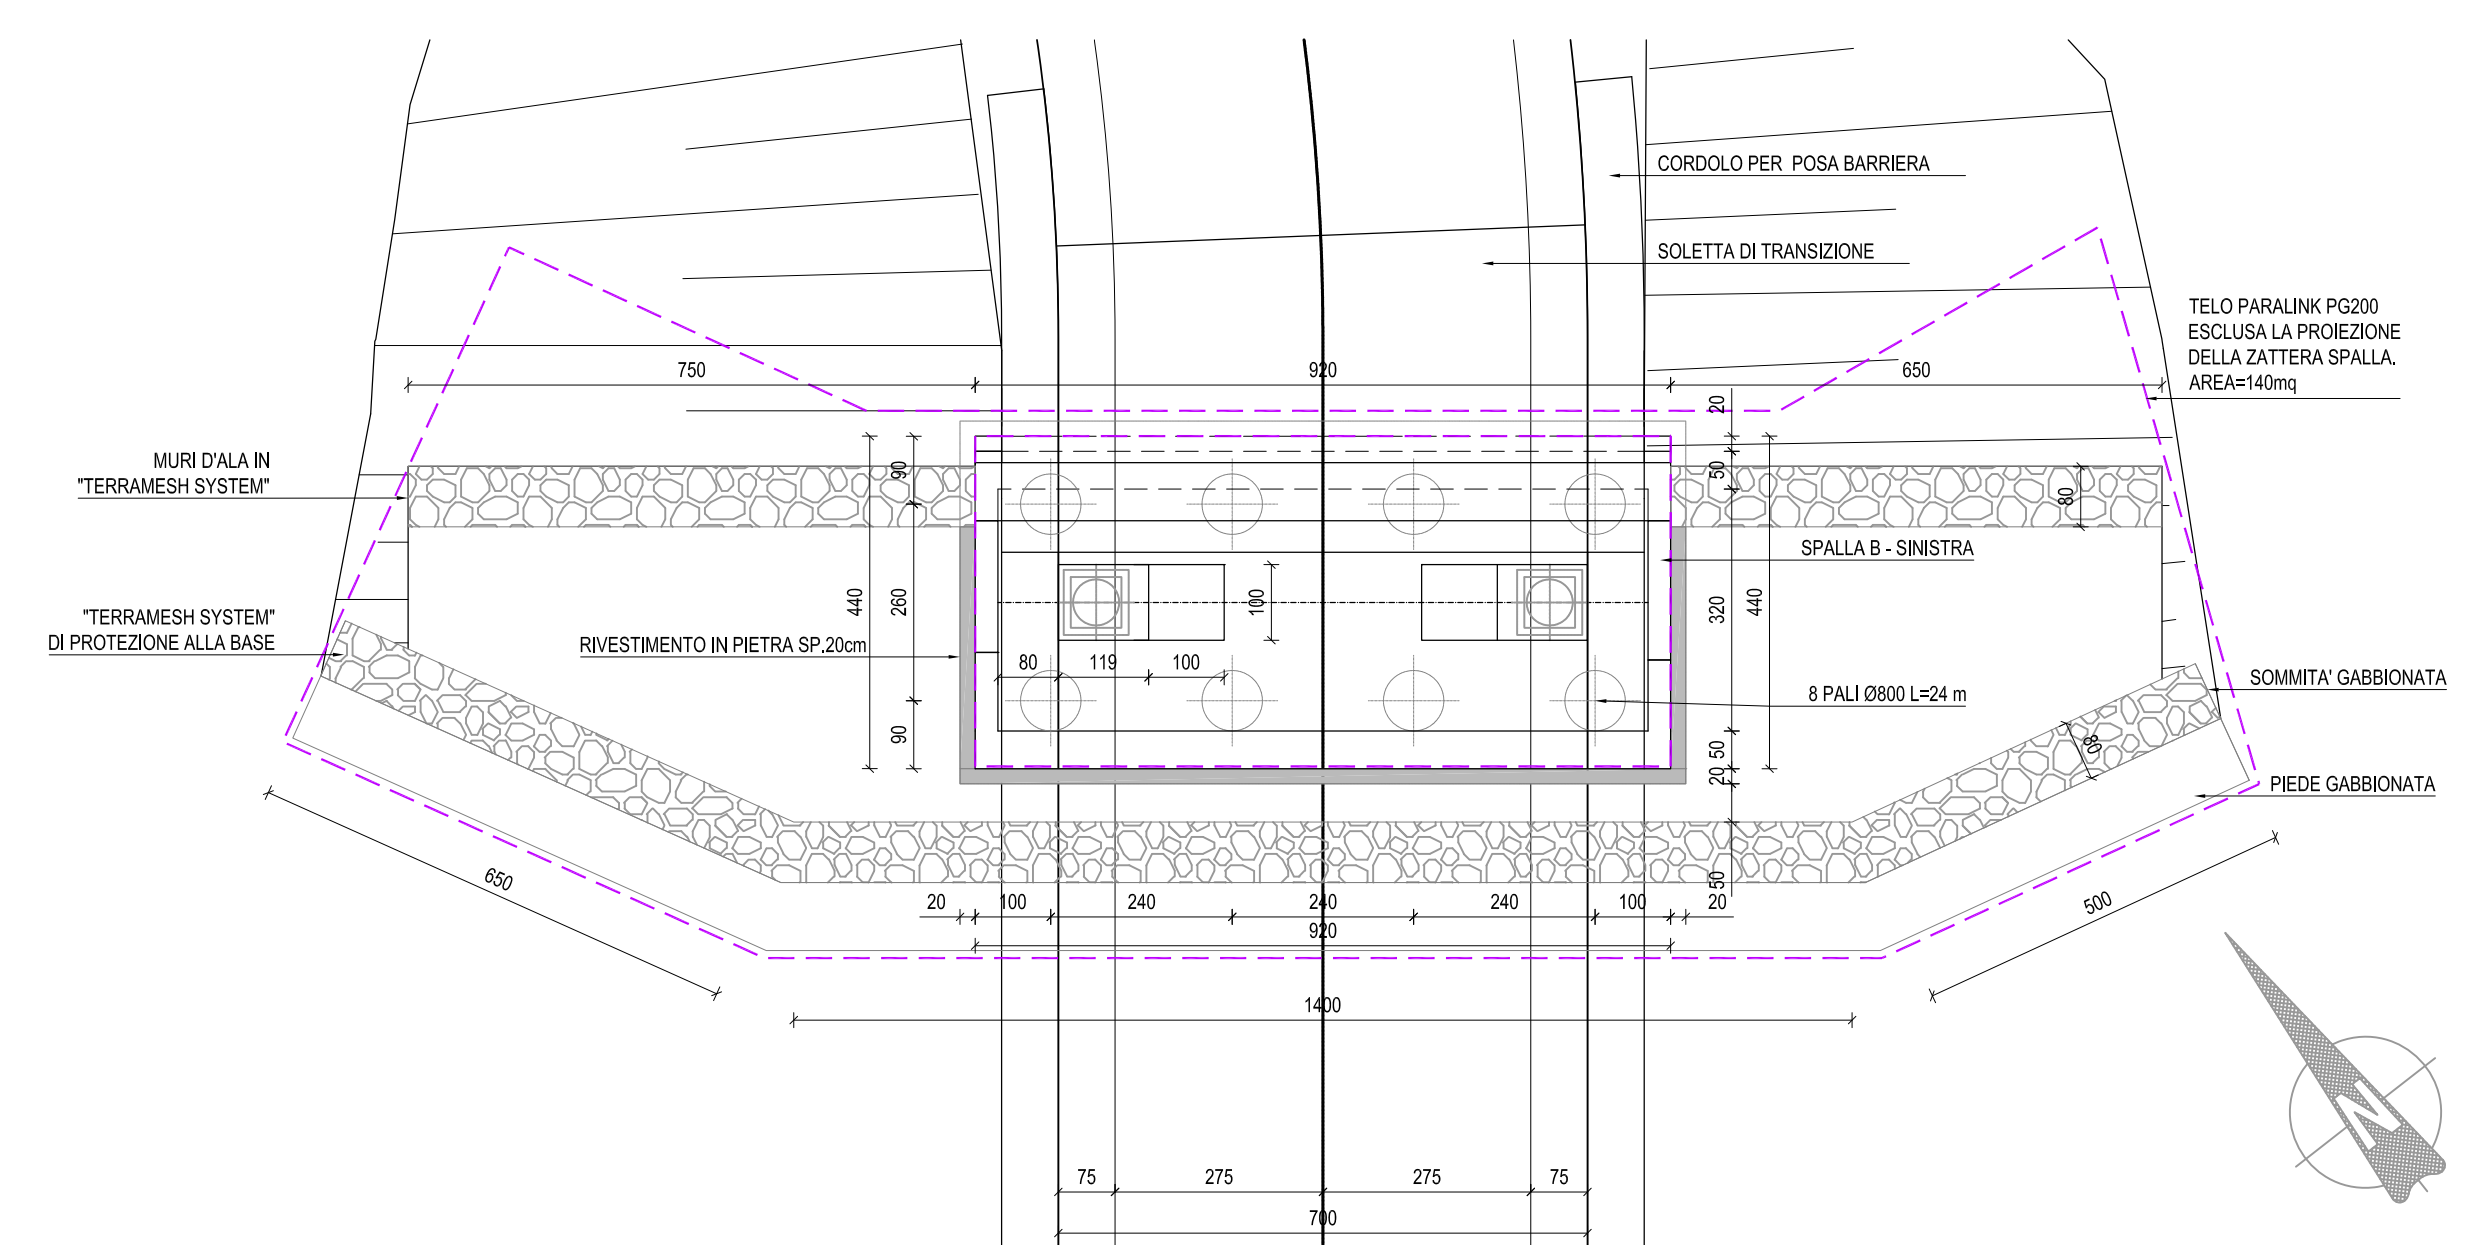 CORDOLO PER POSA BARRIERA
SOLETTA DI TRANSIZIONE
TELO PARALINK PG200
ESCLUSA LA PROIEZIONE
DELLA ZATTERA SPALLA.
AREA=140mq
750
920
650
20
MURI D'ALA IN
"TERRAMESH SYSTEM"
90
50
80
SPALLA B - SINISTRA
440
260
100
320
440
"TERRAMESH SYSTEM"
DI PROTEZIONE ALLA BASE
RIVESTIMENTO IN PIETRA SP.20cm
80
119
100
8 PALI Ø800 L=24 m
SOMMITA' GABBIONATA
90
50
80
20
PIEDE GABBIONATA
650
50
500
20
100
240
240
240
100
20
920
1400
N
75
275
275
75
700